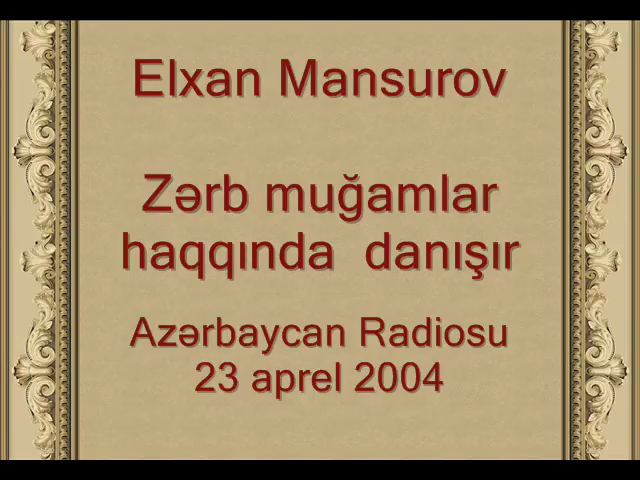 Elxan Mansurov
Zərb muğamlar
haqqında danışır
Azərbaycan Radiosu
23 aprel 2004